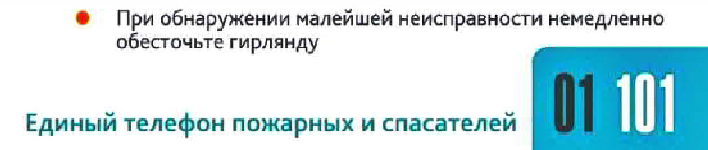 При обнаружении малейшей неисправности немедленно
обесточьте гирлянду
Единый телефон пожарных и спасателей 01 101